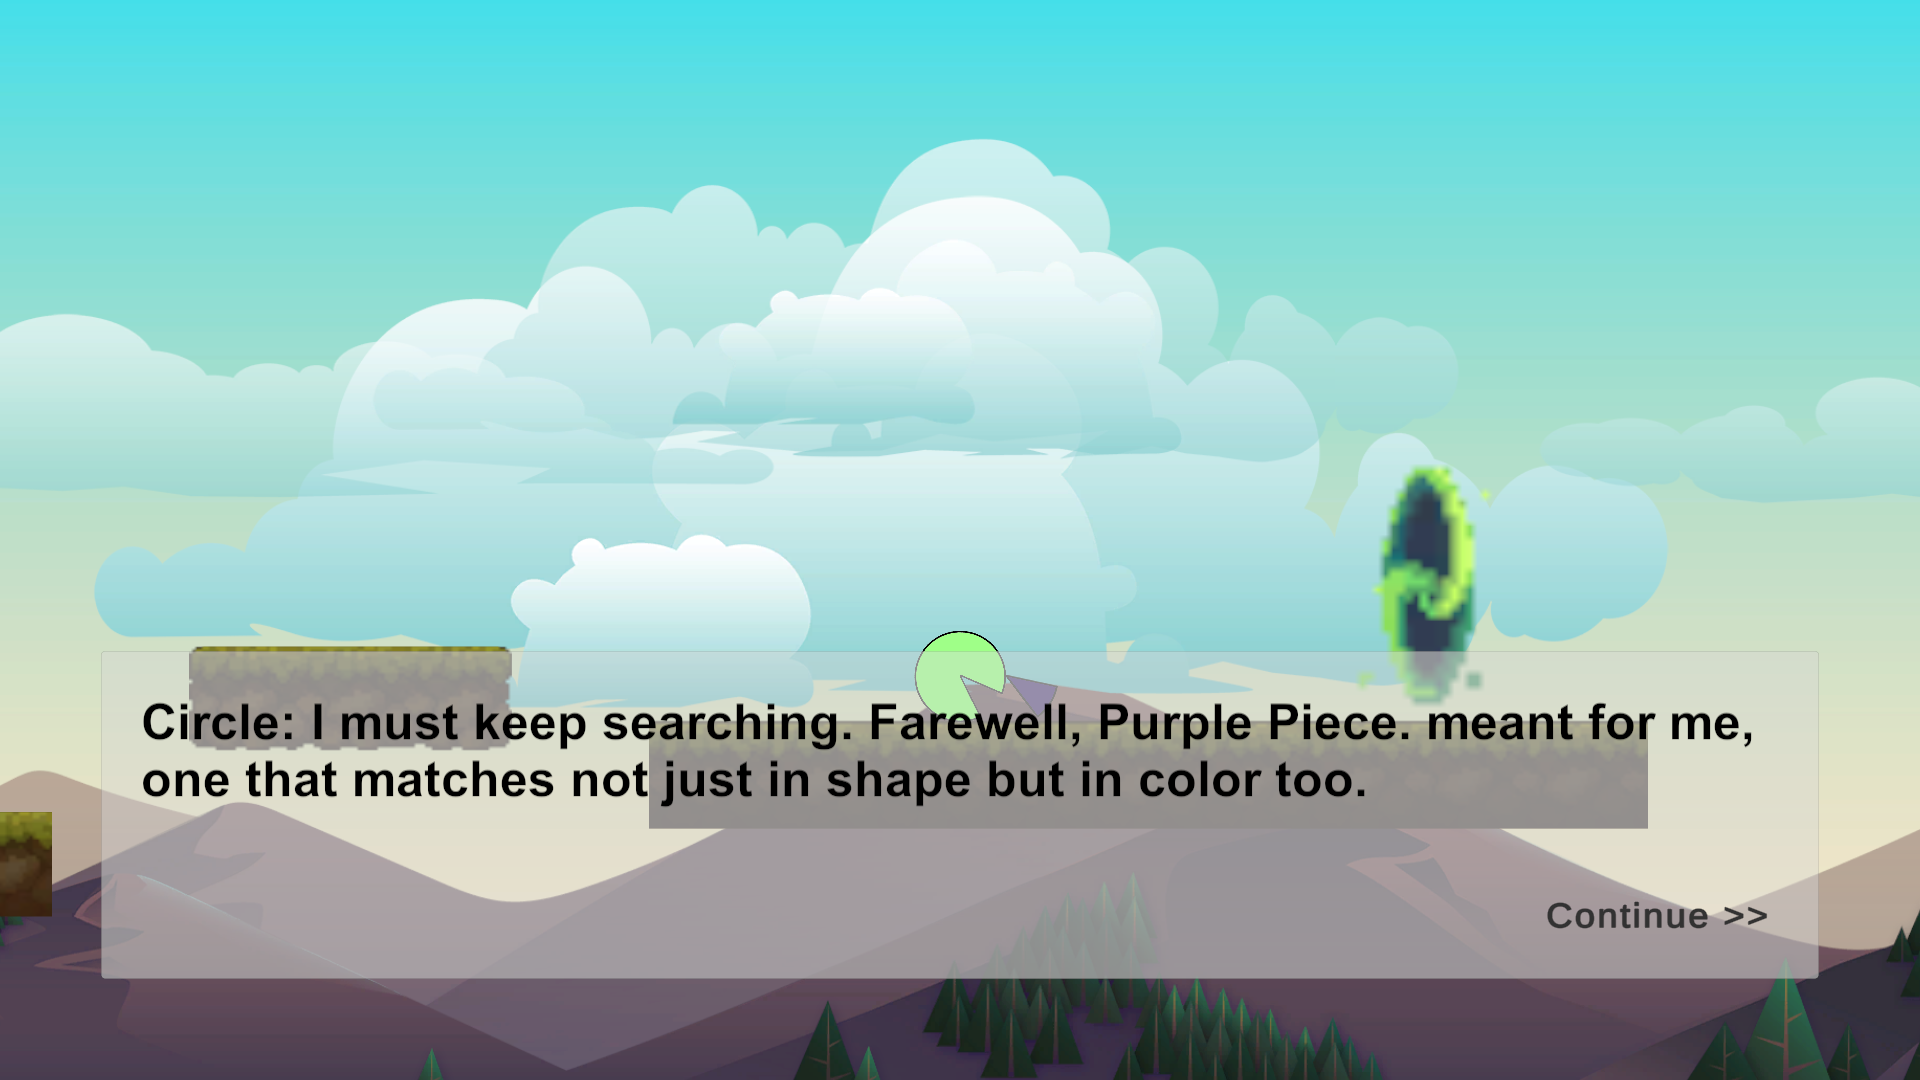 Circle: I must keep searching. Farewell, Purple Piece. meant for me,
one that matches not just in shape but in color too.
Continue >>